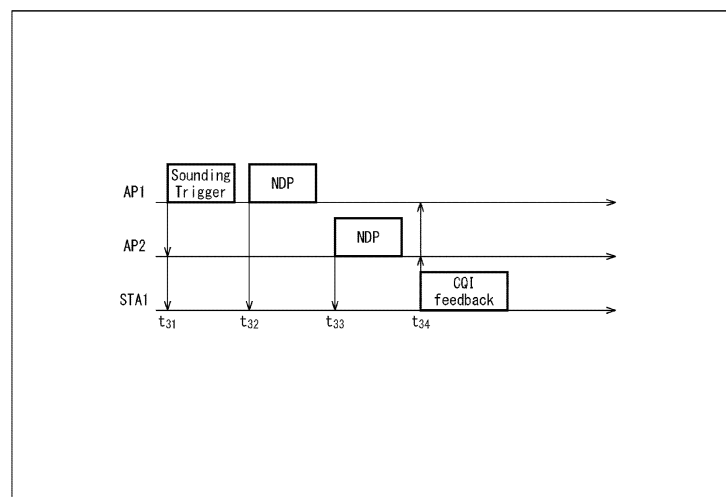 Sounding
Trigger
NDP
AP1
NDP
AP2
CQI
feedback
STA1
t31 t32 t33 t34